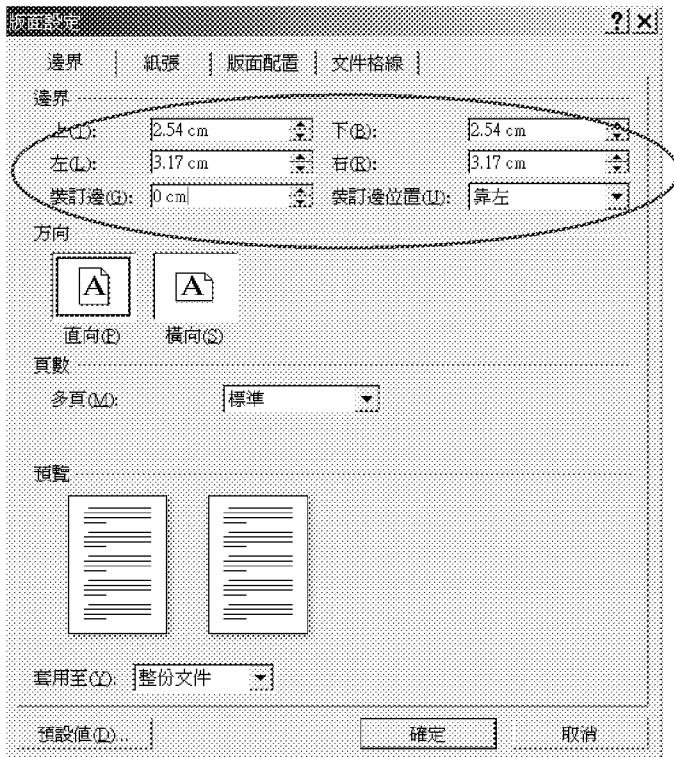 版面設定 ? ×
邊界 紙張 版面配置 文件格線
邊界
上(T): 2.54 cm 下(B): 2.54 cm
左(L): 3.17 cm 右(R): 3.17 cm
裝訂邊(G): 0 cm 裝訂邊位置(U): 靠左
方向
A A
直向(P) 橫向(S)
頁數
多頁(M): 標準
預覽
套用至(Y): 整份文件
預設值(D)... 確定 取消